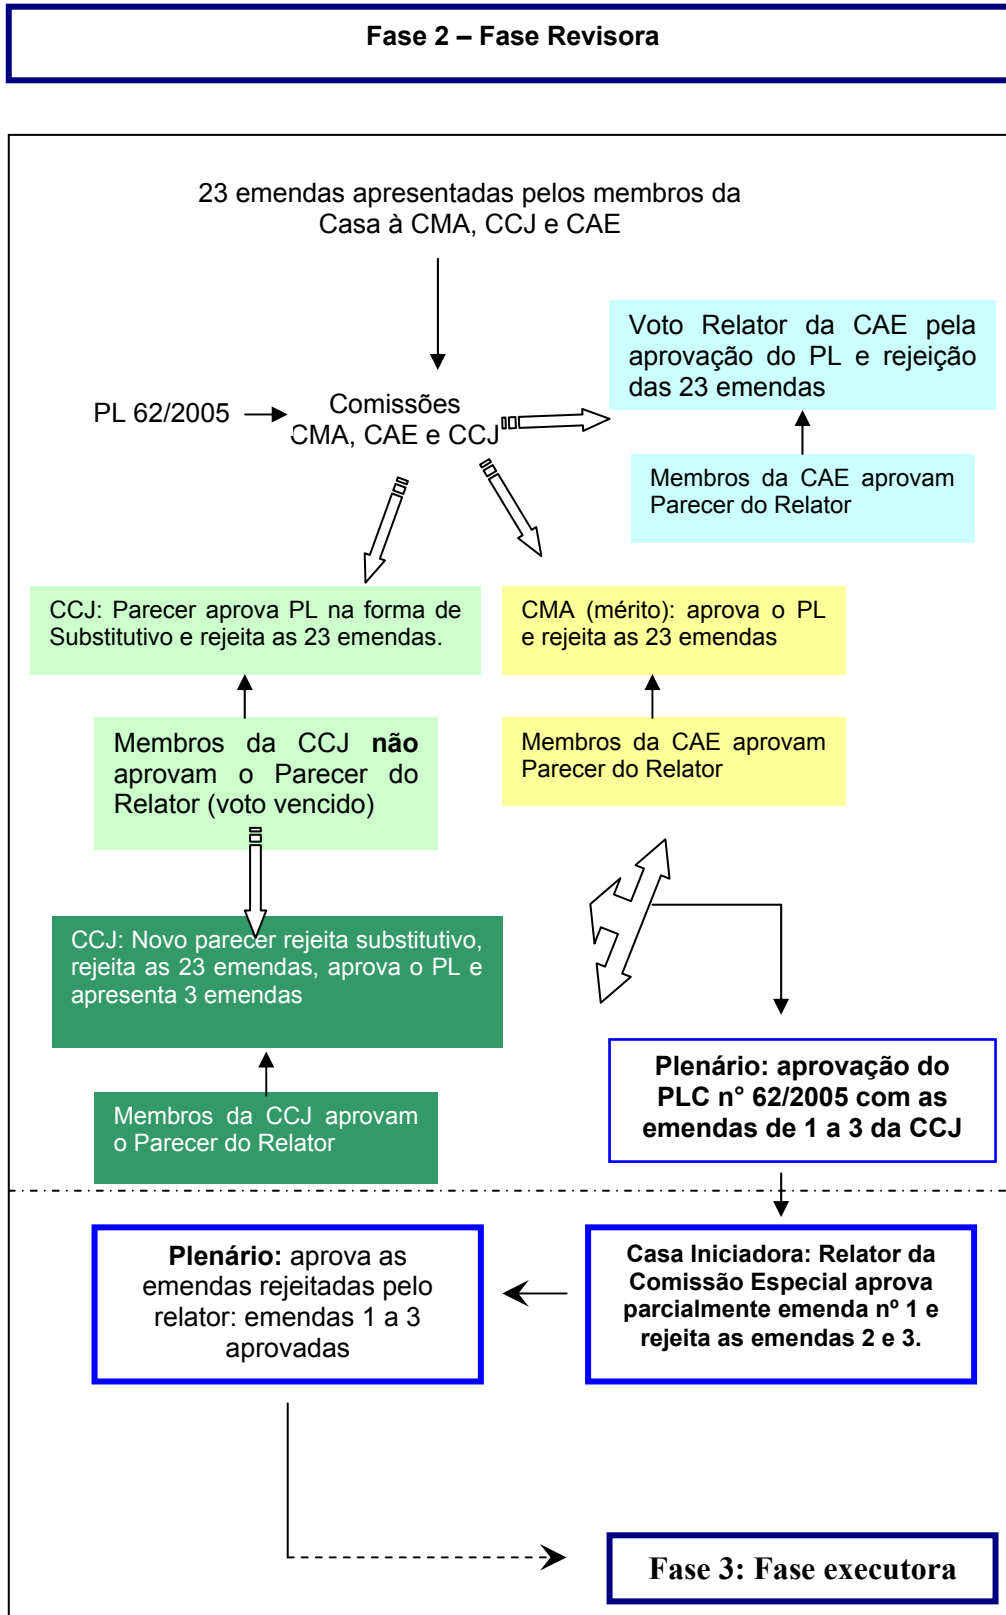 Fase 2 – Fase Revisora
23 emendas apresentadas pelos membros da
Casa à CMA, CCJ e CAE
Voto Relator da CAE pela
aprovação do PL e rejeição
das 23 emendas
PL 62/2005
Comissões
CMA, CAE e CCJ
Membros da CAE aprovam
Parecer do Relator
CCJ: Parecer aprova PL na forma de
Substitutivo e rejeita as 23 emendas.
CMA (mérito): aprova o PL
e rejeita as 23 emendas
Membros da CCJ não
aprovam o Parecer do
Relator (voto vencido)
Membros da CAE aprovam
Parecer do Relator
CCJ: Novo parecer rejeita substitutivo,
rejeita as 23 emendas, aprova o PL e
apresenta 3 emendas
Membros da CCJ aprovam
o Parecer do Relator
Plenário: aprovação do
PLC n° 62/2005 com as
emendas de 1 a 3 da CCJ
Plenário: aprova as
emendas rejeitadas pelo
relator: emendas 1 a 3
aprovadas
Casa Iniciadora: Relator da
Comissão Especial aprova
parcialmente emenda nº 1 e
rejeita as emendas 2 e 3.
Fase 3: Fase executora